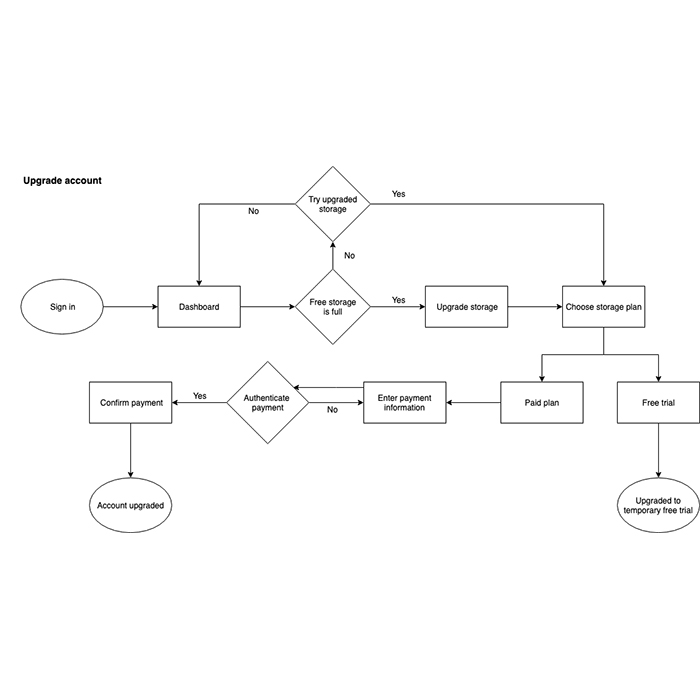 Upgrade account
Try upgraded
storage
Yes
No
No
Sign in
Dashboard
Free storage
is full
Yes
Upgrade storage
Choose storage plan
Confirm payment
Yes
Authenticate
payment
No
Enter payment
information
Paid plan
Free trial
Account upgraded
Upgraded to
temporary free trial